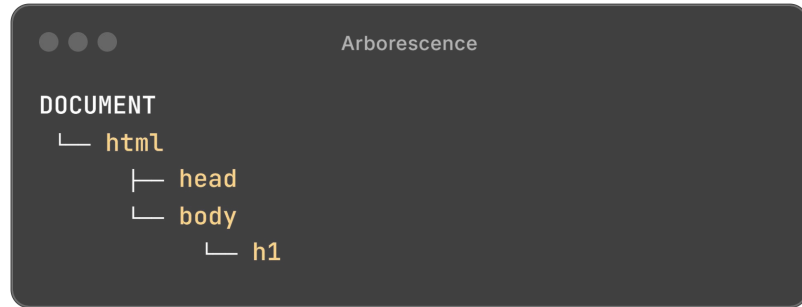 Arborescence
DOCUMENT
└── html
├── head
└── body
└── h1